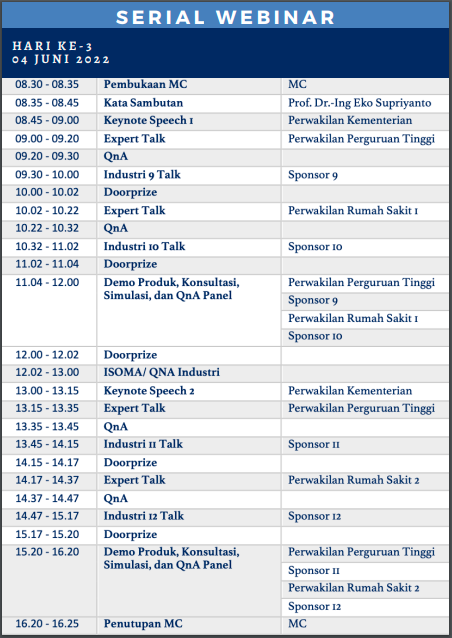 SERIAL WEBINAR
HARI KE-3
04 JUNI 2022
08.30 - 08.35 Pembukaan MC MC
08.35 - 08.45 Kata Sambutan Prof. Dr.-Ing Eko Supriyanto
08.45 - 09.00 Keynote Speech 1 Perwakilan Kementerian
09.00 - 09.20 Expert Talk Perwakilan Perguruan Tinggi
09.20 - 09.30 QnA
09.30 - 10.00 Industri 9 Talk Sponsor 9
10.00 - 10.02 Doorprize
10.02 - 10.22 Expert Talk Perwakilan Rumah Sakit 1
10.22 - 10.32 QnA
10.32 - 11.02 Industri 10 Talk Sponsor 10
11.02 - 11.04 Doorprize
11.04 - 12.00 Demo Produk, Konsultasi, Perwakilan Perguruan Tinggi
Simulasi, dan QnA Panel Sponsor 9
Perwakilan Rumah Sakit 1
Sponsor 10
12.00 - 12.02 Doorprize
12.02 - 13.00 ISOMA/ QNA Industri
13.00 - 13.15 Keynote Speech 2 Perwakilan Kementerian
13.15 - 13.35 Expert Talk Perwakilan Perguruan Tinggi
13.35 - 13.45 QnA
13.45 - 14.15 Industri 11 Talk Sponsor 11
14.15 - 14.17 Doorprize
14.17 - 14.37 Expert Talk Perwakilan Rumah Sakit 2
14.37 - 14.47 QnA
14.47 - 15.17 Industri 12 Talk Sponsor 12
15.17 - 15.20 Doorprize
15.20 - 16.20 Demo Produk, Konsultasi, Perwakilan Perguruan Tinggi
Simulasi, dan QnA Panel Sponsor 11
Perwakilan Rumah Sakit 2
Sponsor 12
16.20 - 16.25 Penutupan MC MC